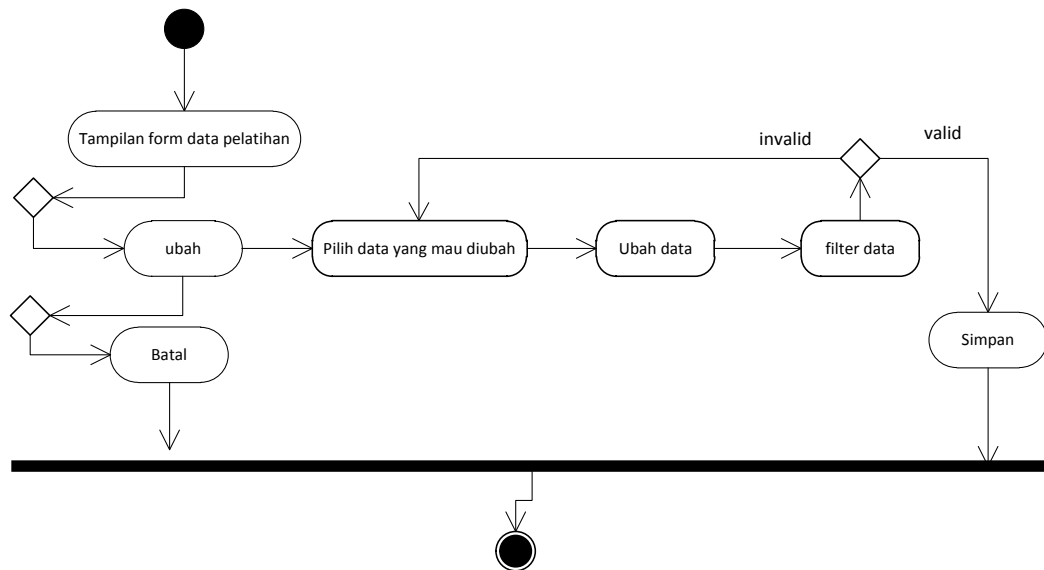 Tampilan form data pelatihan
invalid
valid
ubah
Pilih data yang mau diubah
Ubah data
filter data
Batal
Simpan